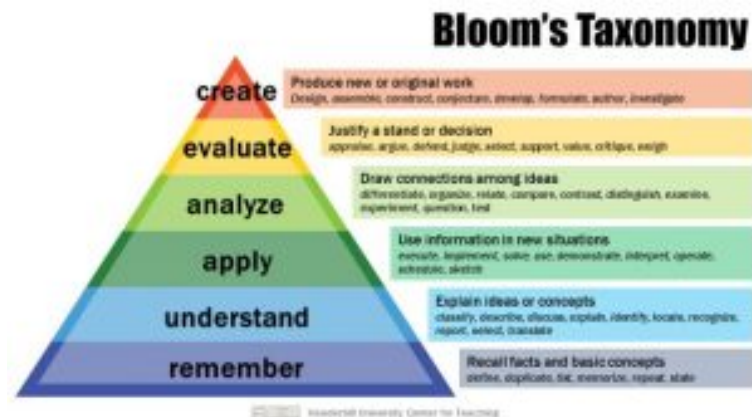 Bloom's Taxonomy
create
Produce new or original work
Design, assemble, construct, conjecture, develop, formulate, author, investigate
evaluate
Justify a stand or decision
appraise, argue, defend, judge, select, support, value, critique, weigh
analyze
Draw connections among ideas
differentiate, organize, relate, compare, contrast, distinguish, examine,
experiment, question, test
apply
Use information in new situations
execute, implement, solve, use, demonstrate, interpret, operate,
schedule, sketch
understand
Explain ideas or concepts
classify, describe, discuss, explain, identify, locate, recognize,
report, select, translate
remember
Recall facts and basic concepts
define, duplicate, list, memorize, repeat, state
Vanderbilt University Center for Teaching